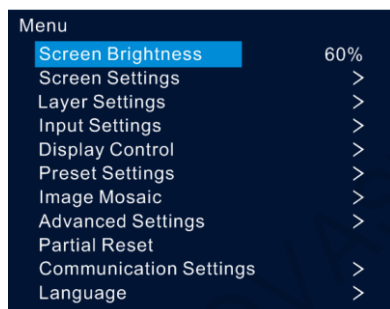 Menu
Screen Brightness 60%
Screen Settings >
Layer Settings >
Input Settings >
Display Control >
Preset Settings >
Image Mosaic >
Advanced Settings >
Partial Reset
Communication Settings >
Language >